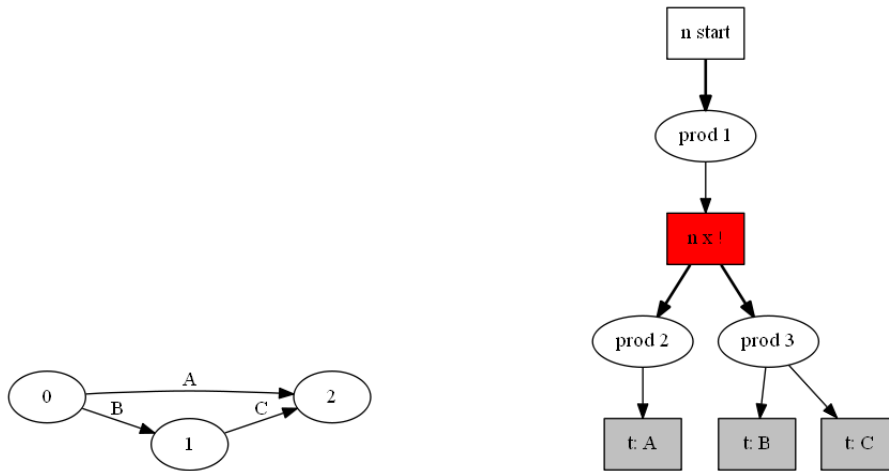 n start
prod 1
n x !
prod 2
prod 3
0
A
2
B
C
1
t: A
t: B
t: C